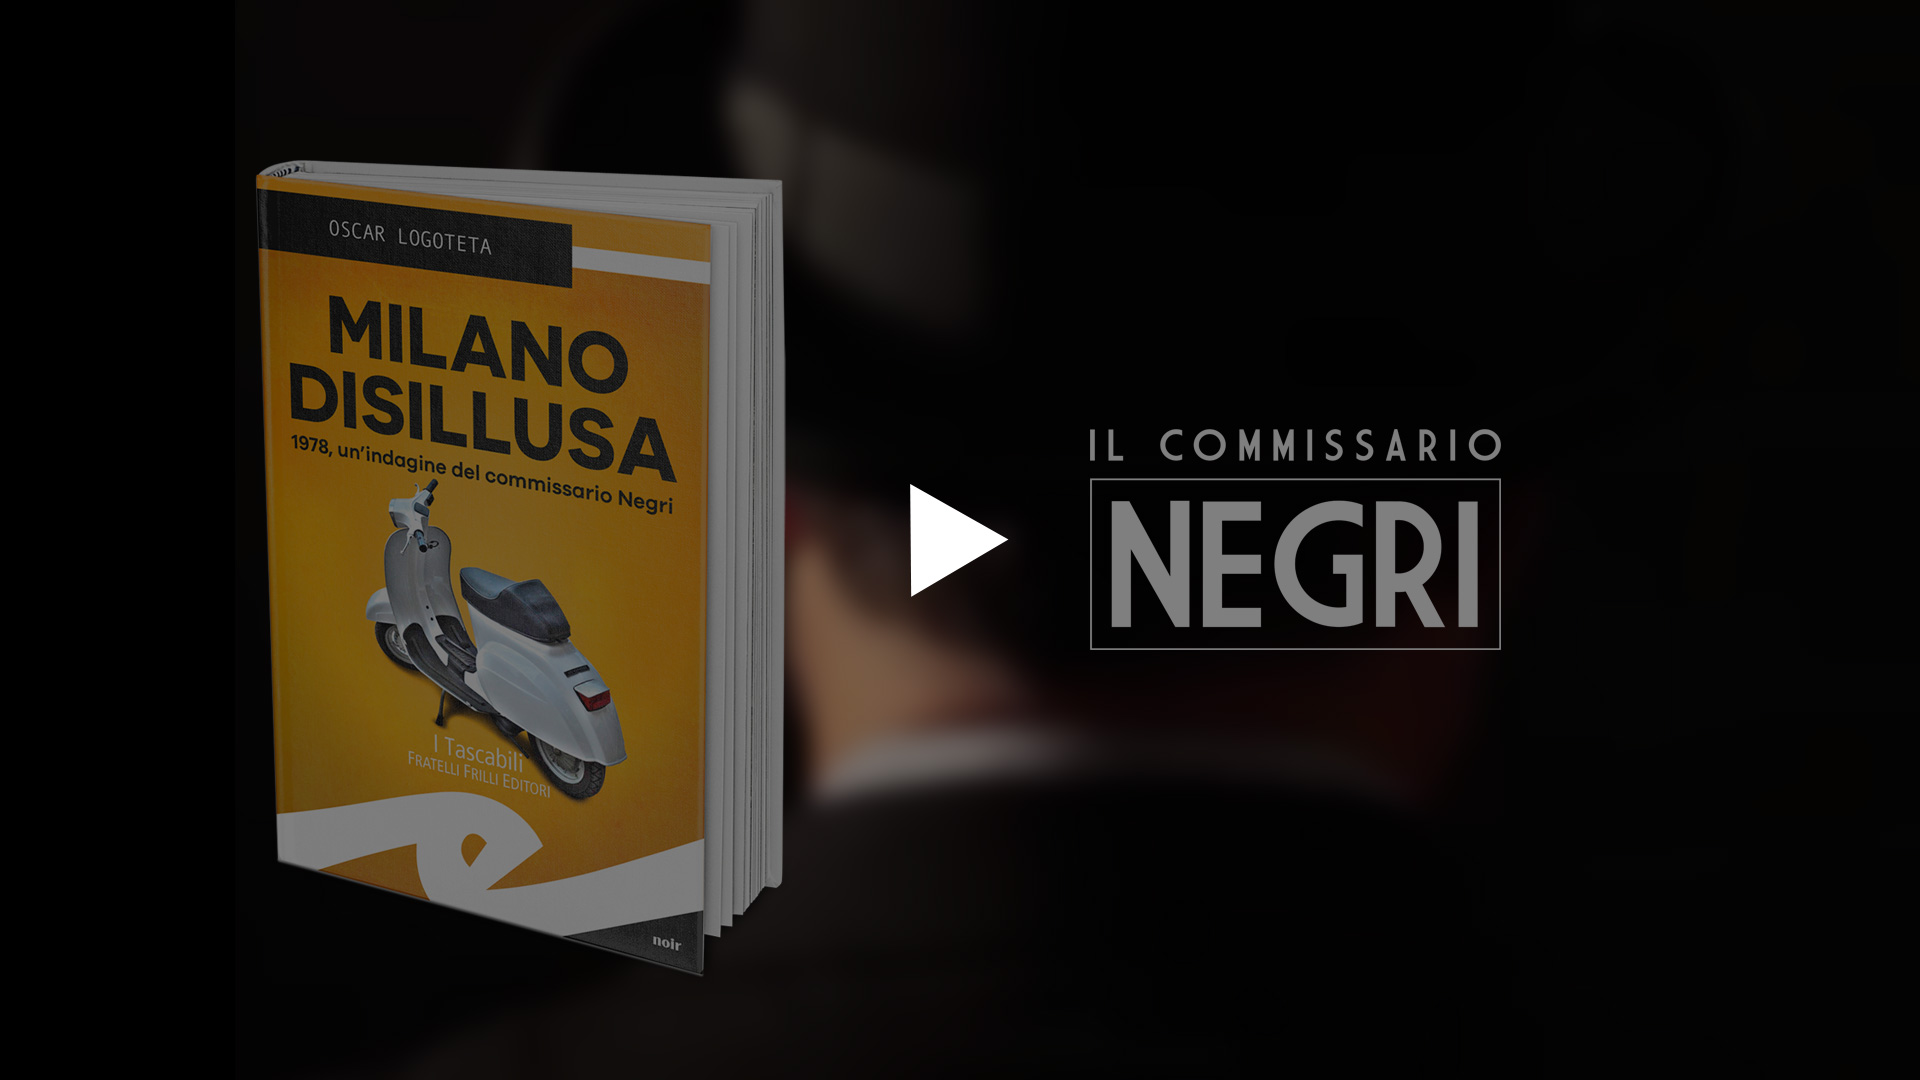 OSCAR LOGOTETA
MILANO
DISILLUSA
1978, un'indagine del commissario Negri
I Tascabili
FRATELLI FRILLI EDITORI
noir
IL COMMISSARIO
NEGRI